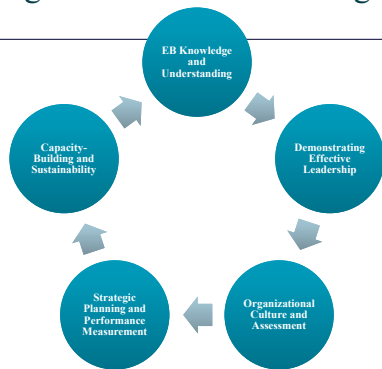 EB Knowledge
and
Understanding
Demonstrating
Effective
Leadership
Organizational
Culture and
Assessment
Strategic
Planning and
Performance
Measurement
Capacity-
Building and
Sustainability